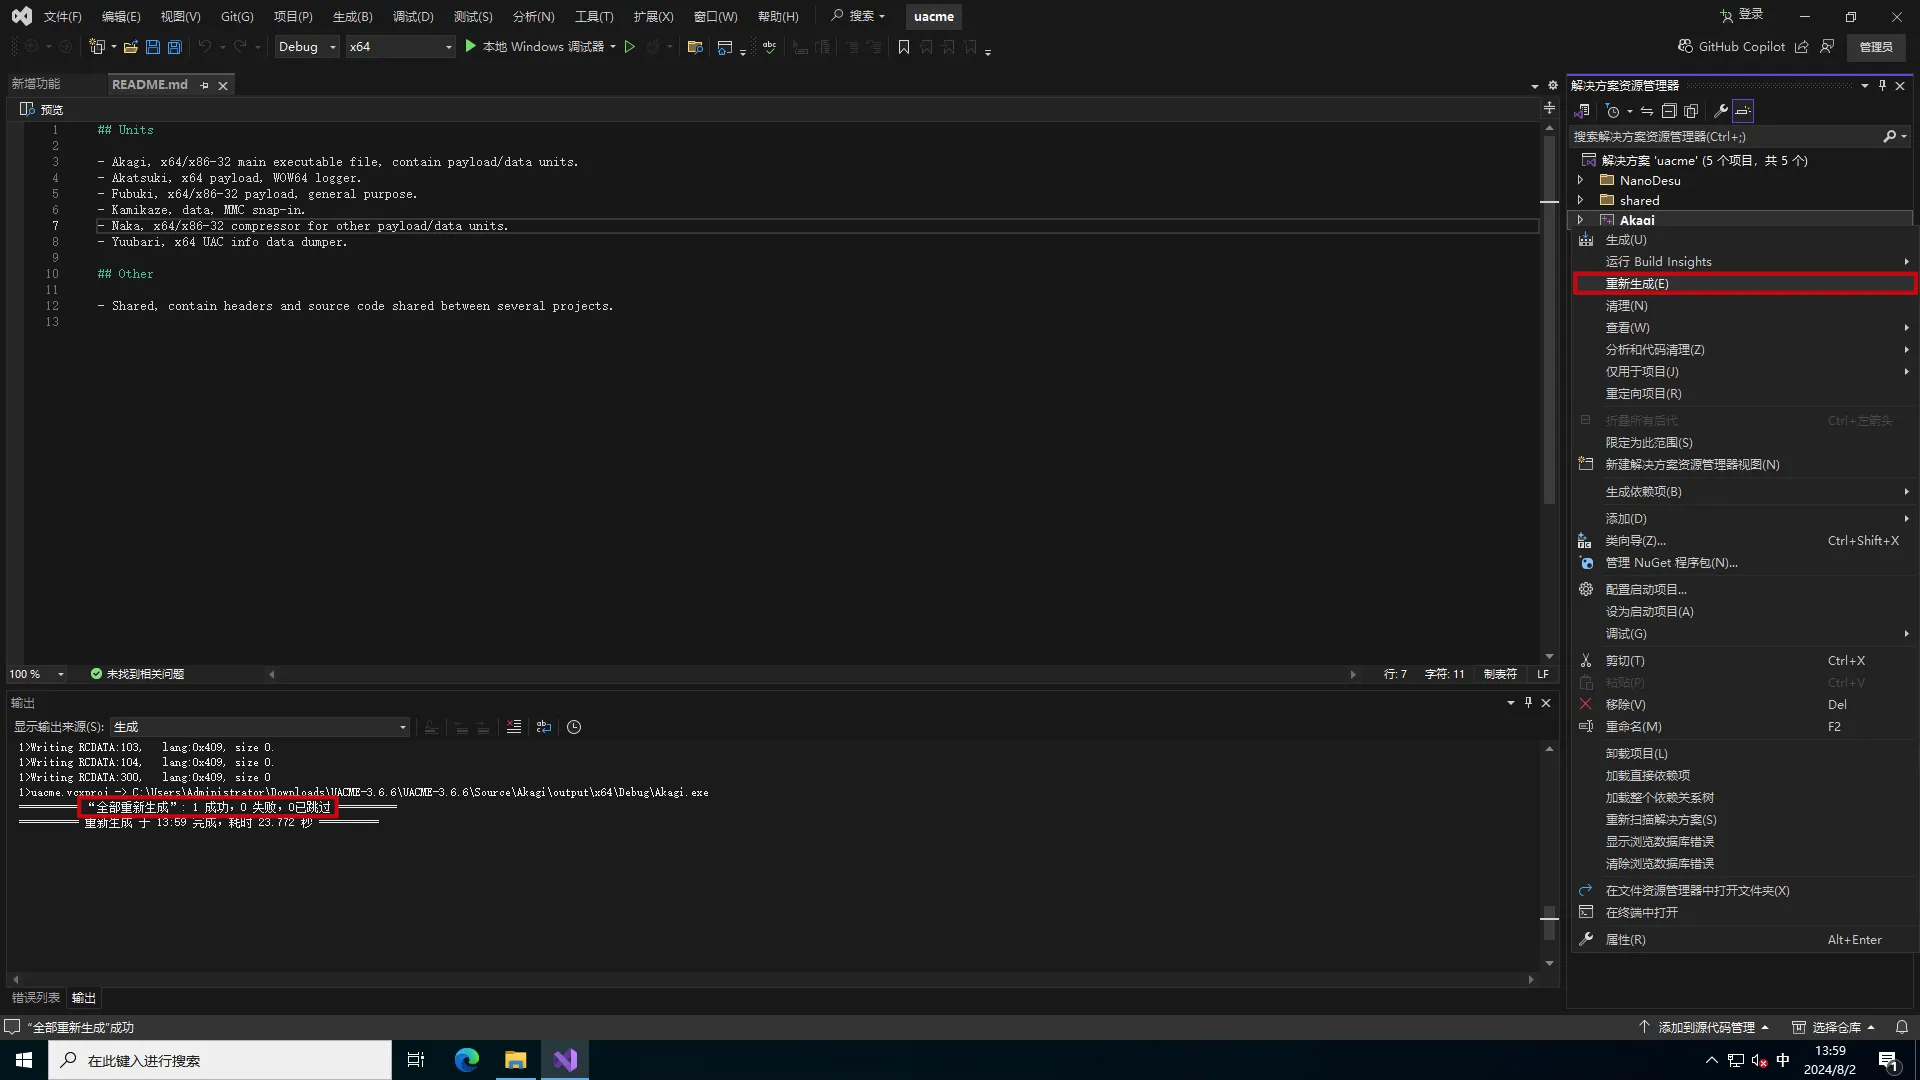 文件(F) 编辑(E) 视图(V) Git(G) 项目(P) 生成(B) 调试(D) 测试(S) 分析(N) 工具(T) 扩展(X) 窗口(W) 帮助(H) 搜索 uacme 登录
Debug x64 本地 Windows 调试器 GitHub Copilot 管理员
新增功能 README.md
预览
1 ## Units
2
3 - Akagi, x64/x86-32 main executable file, contain payload/data units.
4 - Akatsuki, x64 payload, WOW64 logger.
5 - Fubuki, x64/x86-32 payload, general purpose.
6 - Kamikaze, data, MMC snap-in.
7 - Naka, x64/x86-32 compressor for other payload/data units.
8 - Yuubari, x64 UAC info data dumper.
9
10 ## Other
11
12 - Shared, contain headers and source code shared between several projects.
13
100 % 未找到相关问题 行: 7 字符: 11 制表符 LF
输出
显示输出来源(S): 生成
1>Writing RCDATA:103, lang:0x409, size 0.
1>Writing RCDATA:104, lang:0x409, size 0.
1>Writing RCDATA:300, lang:0x409, size 0
1>uacme.vcxproj -> C:\Users\Administrator\Downloads\UACME-3.6.6\UACME-3.6.6\Source\Akagi\output\x64\Debug\Akagi.exe
========== “全部重新生成”: 1 成功，0 失败，0已跳过 ==========
========== 重新生成 于 13:59 完成，耗时 23.772 秒 ==========
错误列表 输出
解决方案资源管理器
搜索解决方案资源管理器(Ctrl+;)
解决方案 'uacme' (5 个项目，共 5 个)
NanoDesu
shared
Akagi
生成(U)
运行 Build Insights
重新生成(E)
清理(N)
查看(W)
分析和代码清理(Z)
仅用于项目(J)
重定向项目(R)
折叠所有后代 Ctrl+左箭头
限定为此范围(S)
新建解决方案资源管理器视图(N)
生成依赖项(B)
添加(D)
类向导(Z)... Ctrl+Shift+X
管理 NuGet 程序包(N)...
配置启动项目...
设为启动项目(A)
调试(G)
剪切(T) Ctrl+X
粘贴(P) Ctrl+V
移除(V) Del
重命名(M) F2
卸载项目(L)
加载直接依赖项
加载整个依赖关系树
重新扫描解决方案(S)
显示浏览数据库错误
清除浏览数据库错误
在文件资源管理器中打开文件夹(X)
在终端中打开
属性(R) Alt+Enter
“全部重新生成”成功 添加到源代码管理 选择仓库
在此键入进行搜索 中 13:59
2024/8/2 1